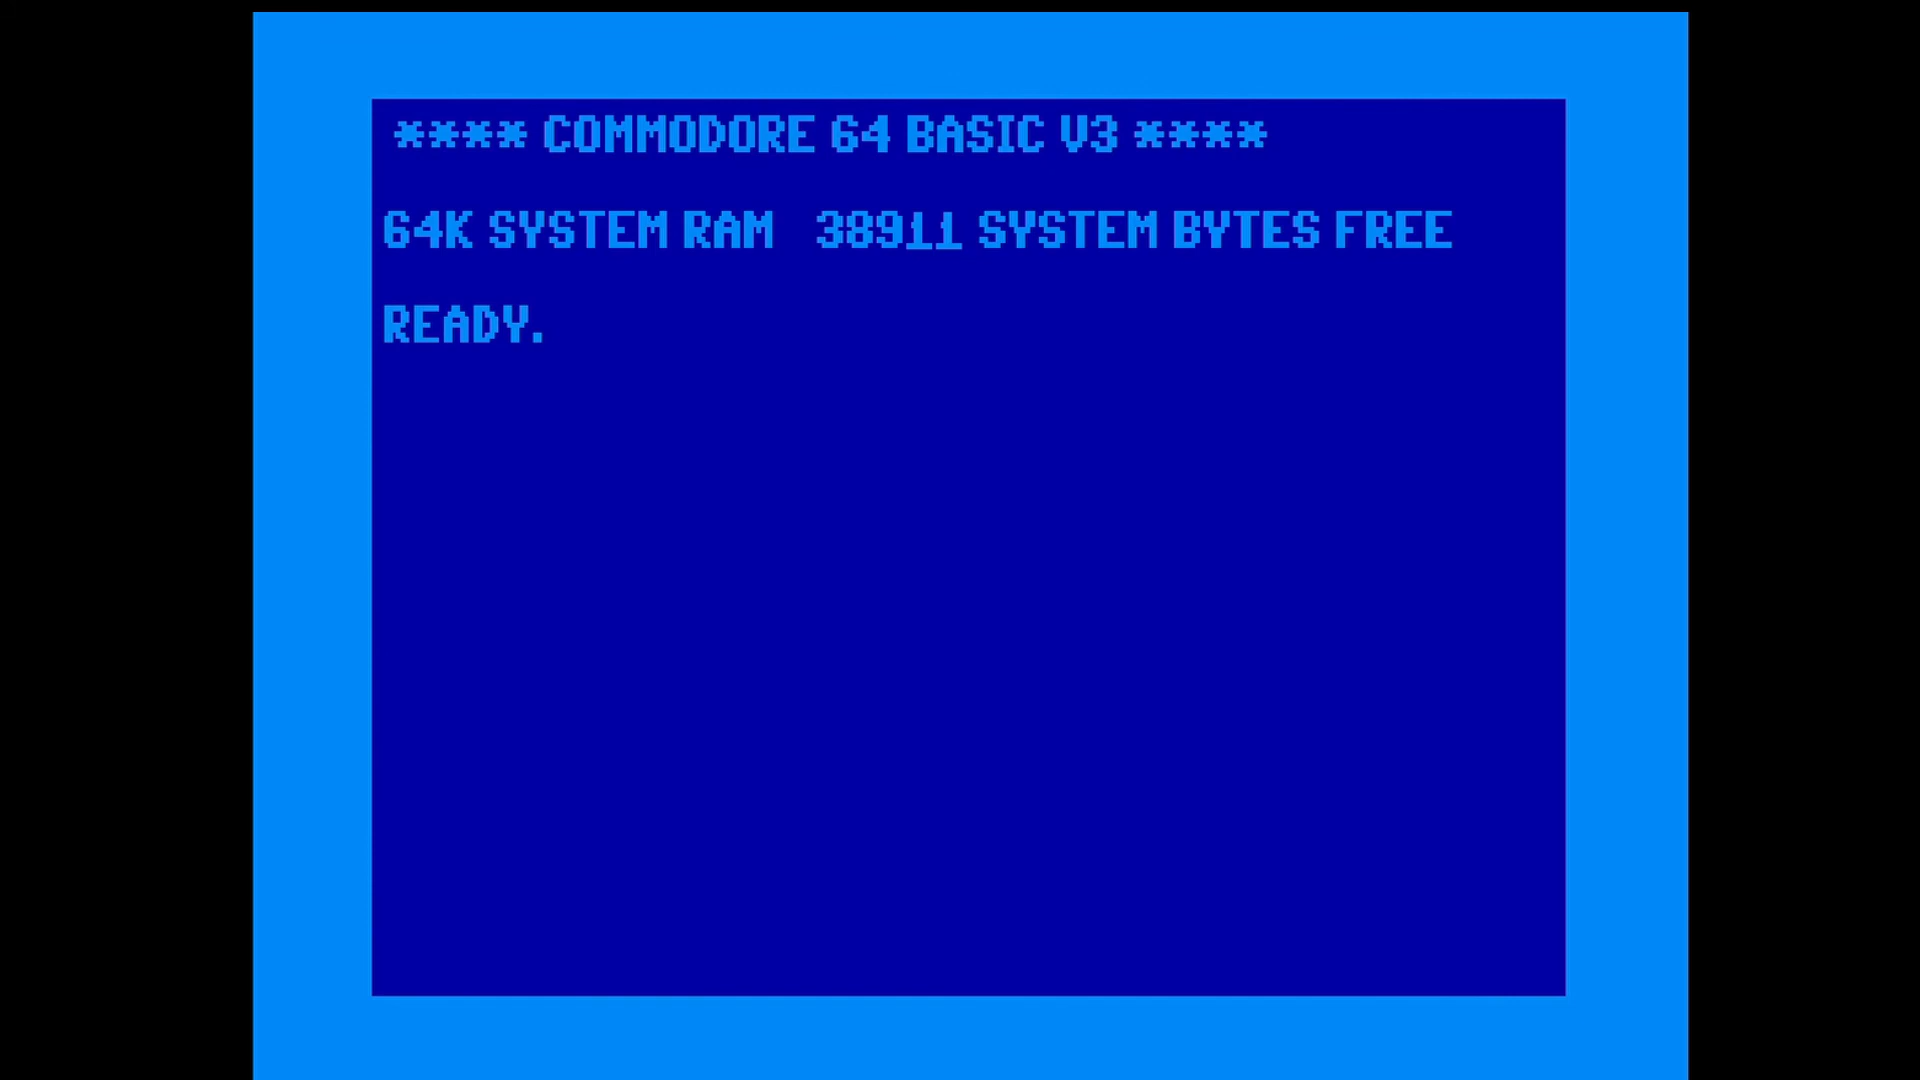 **** COMMODORE 64 BASIC V3 ****
64K SYSTEM RAM 38911 SYSTEM BYTES FREE
READY.